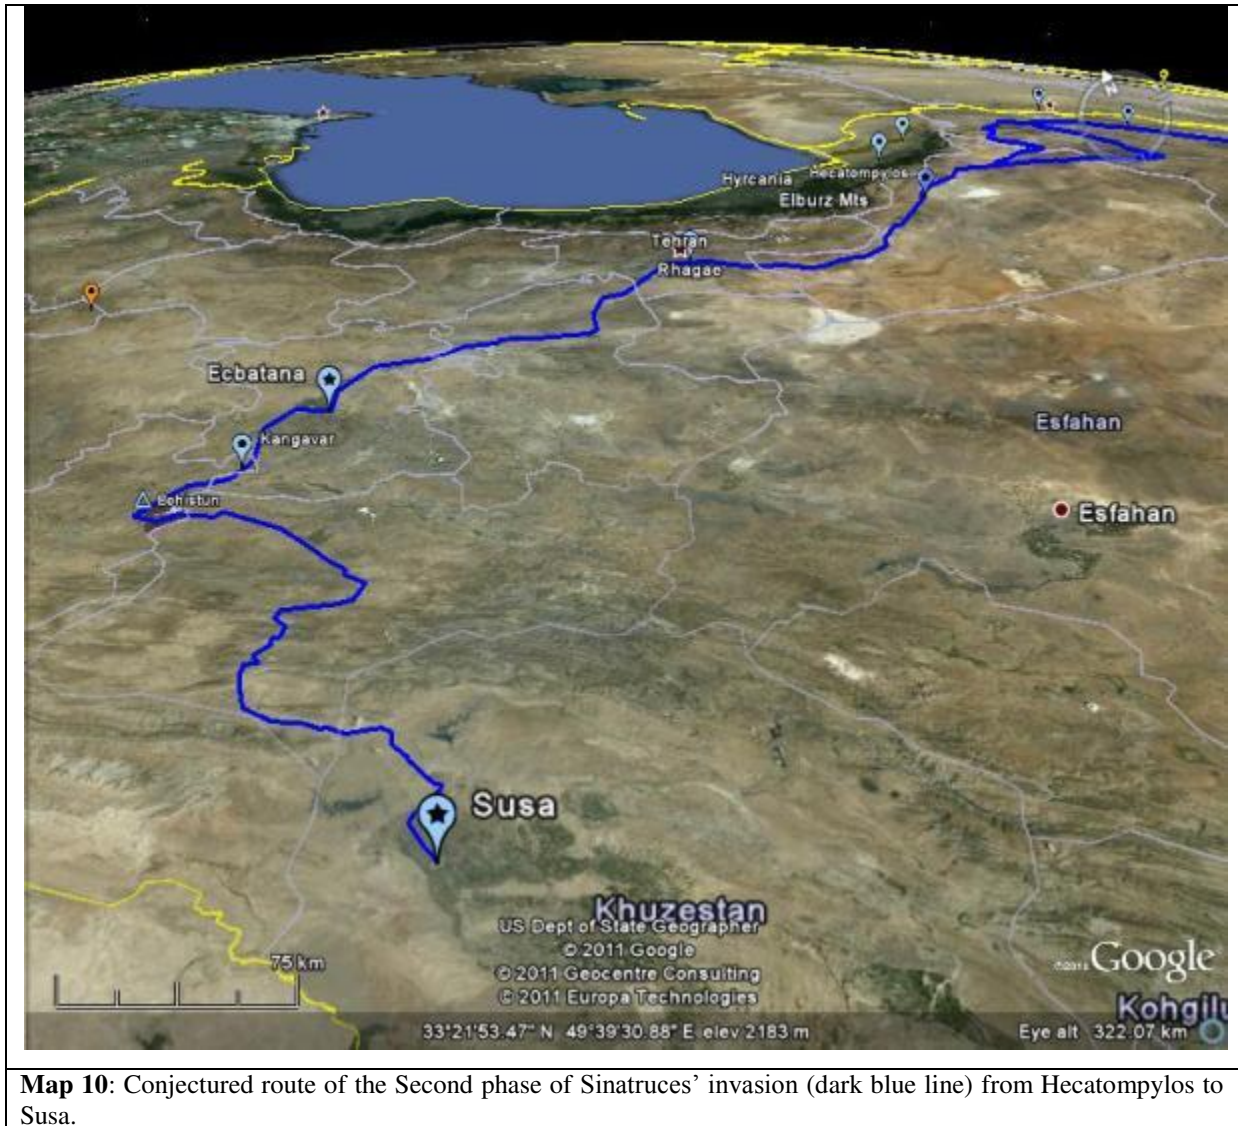 Hyrcania
Hecatompylos
Elburz Mts
Tehran
Rhagae
Ecbatana
Kangavar
Esfahan
Esfahan
Susa
Khuzestan
US Dept of State Geographer
© 2011 Google
75 km
© 2011 Geocentre Consulting
Google
© 2011 Europa Technologies
Kohgilu
33°21'53.47" N 49°39'30.88" E elev 2183 m
Eye alt 322.07 km
Map 10: Conjectured route of the Second phase of Sinatruces’ invasion (dark blue line) from Hecatompylos to
Susa.